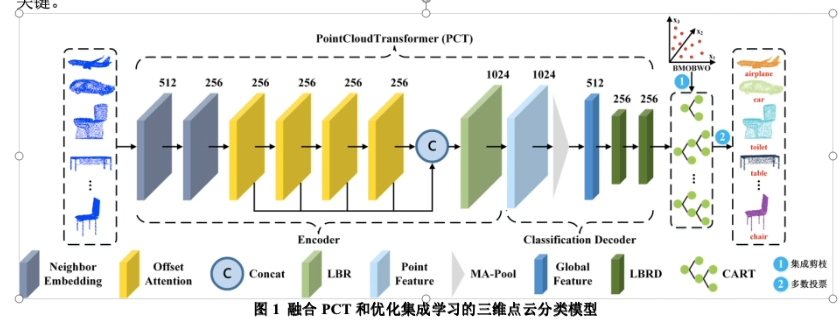 关键。
PointCloudTransformer (PCT)
512
256
256
256
256
256
1024
1024
512
256
256
C
Encoder
Classification Decoder
X₃
X₂
X₁
BMOBWO
1
2
airplane
car
toilet
table
chair
Neighbor Embedding
Offset Attention
C
Concat
LBR
Point Feature
MA-Pool
Global Feature
LBRD
CART
1 集成剪枝
2 多数投票
图 1 融合 PCT 和优化集成学习的三维点云分类模型